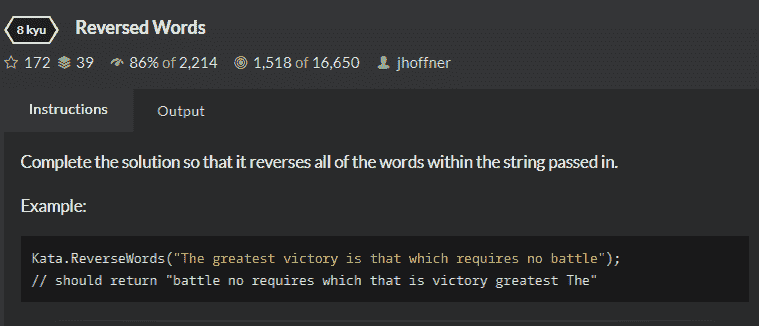 8 kyu Reversed Words
172 39 86% of 2,214 1,518 of 16,650 jhoffner
Instructions Output
Complete the solution so that it reverses all of the words within the string passed in.
Example:
Kata.ReverseWords("The greatest victory is that which requires no battle");
// should return "battle no requires which that is victory greatest The"